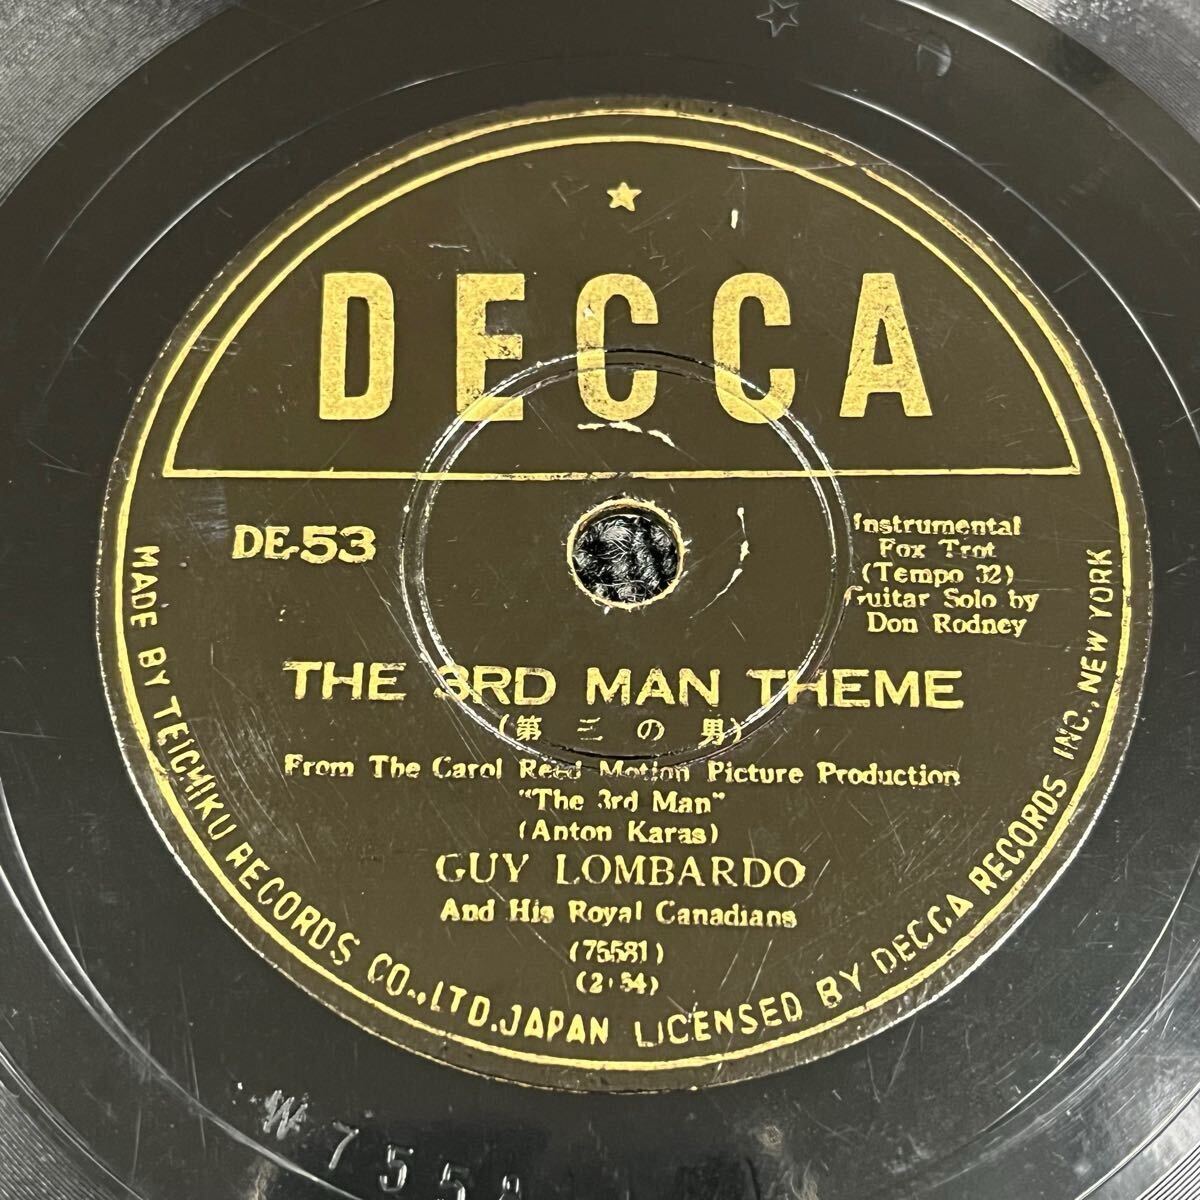 DECCA
DE-53
Instrumental
Fox Trot
(Tempo 32)
Guitar Solo by
Don Rodney
THE 3RD MAN THEME
(第三の男)
From The Carol Reed Motion Picture Production
"The 3rd Man"
(Anton Karas)
GUY LOMBARDO
And His Royal Canadians
(75581)
(2:54)
MADE BY TEICHIKU RECORDS CO., LTD. JAPAN LICENSED BY DECCA RECORDS INC., NEW YORK
W 755